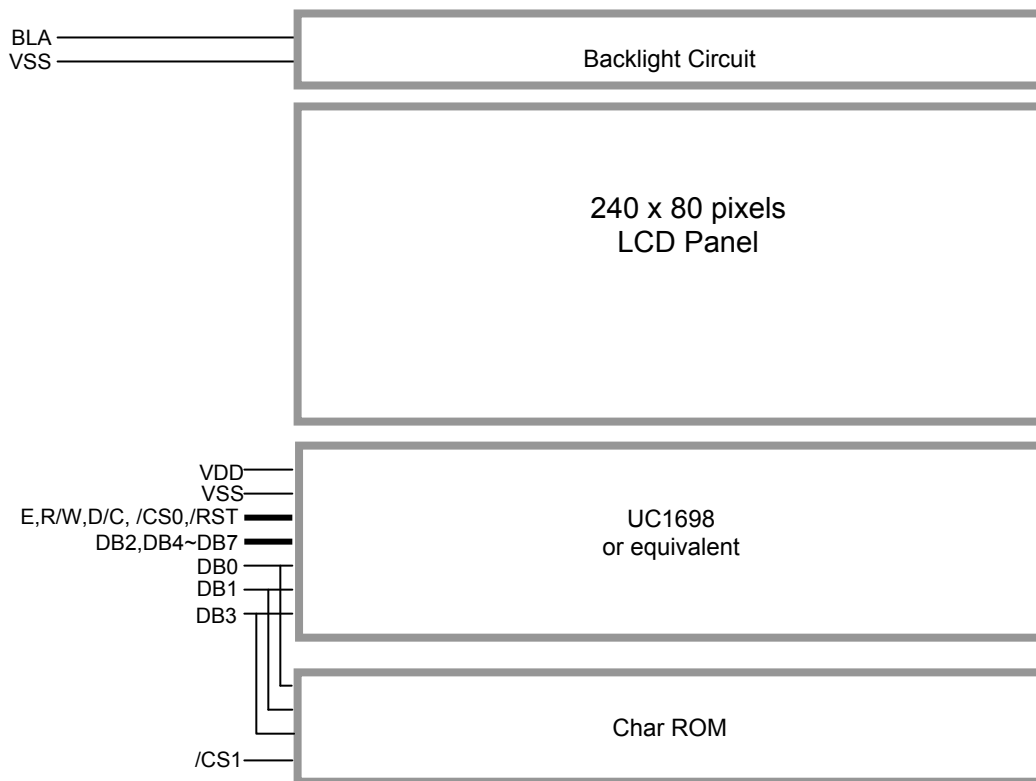 BLA
VSS
Backlight Circuit
240 x 80 pixels
LCD Panel
VDD
VSS
E,R/W,D/C, /CS0,/RST
DB2,DB4~DB7
DB0
DB1
DB3
UC1698
or equivalent
Char ROM
/CS1